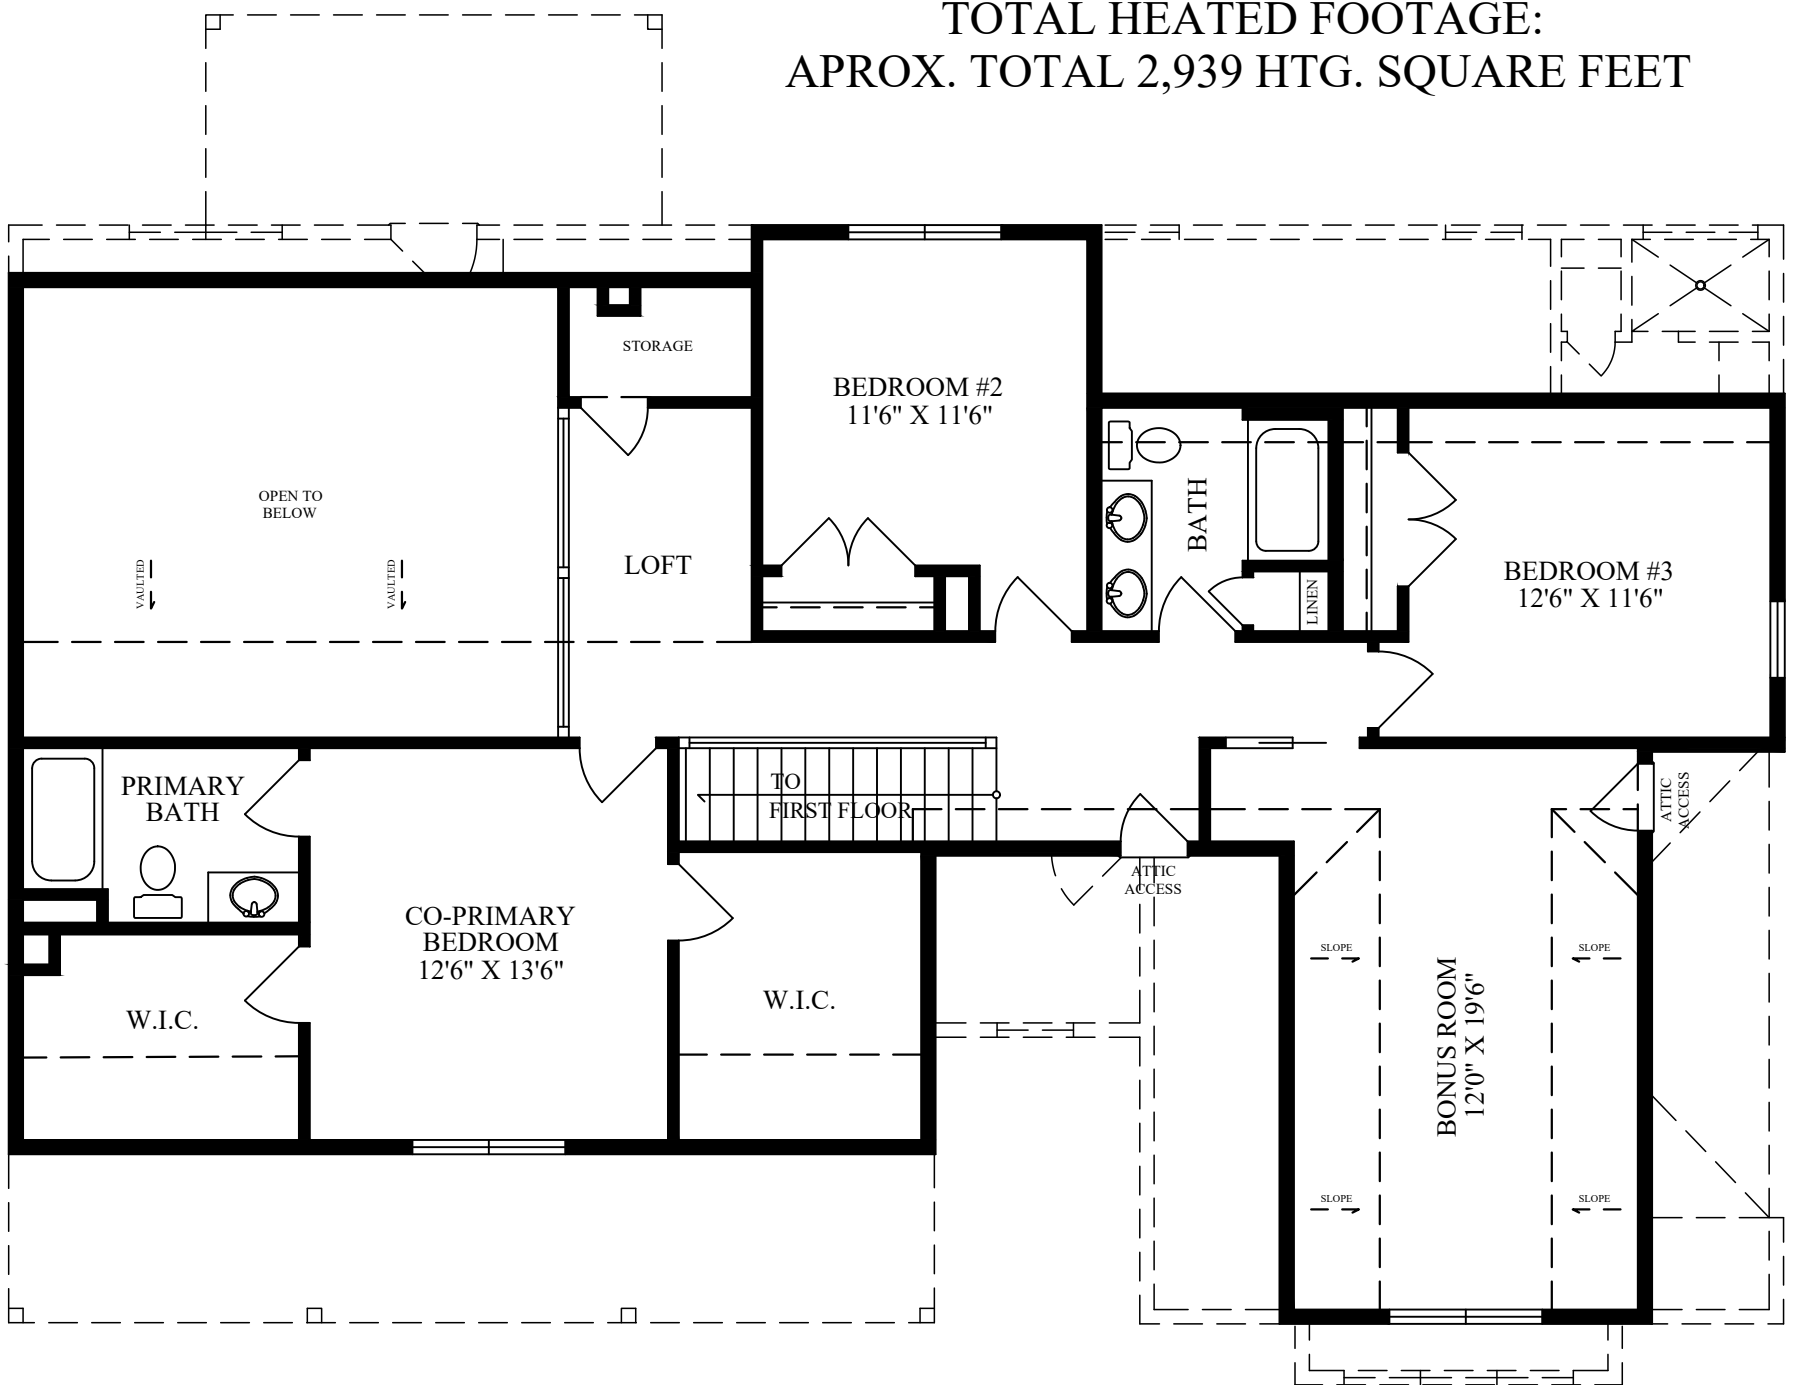 TOTAL HEATED FOOTAGE:
APROX. TOTAL 2,939 HTG. SQUARE FEET
STORAGE
BEDROOM #2
11'6" X 11'6"
OPEN TO
BELOW
VAULTED
VAULTED
LOFT
BATH
LINEN
BEDROOM #3
12'6" X 11'6"
PRIMARY
BATH
TO
FIRST FLOOR
ATTIC
ACCESS
ATTIC
ACCESS
CO-PRIMARY
BEDROOM
12'6" X 13'6"
W.I.C.
W.I.C.
SLOPE
SLOPE
BONUS ROOM
12'0" X 19'6"
SLOPE
SLOPE